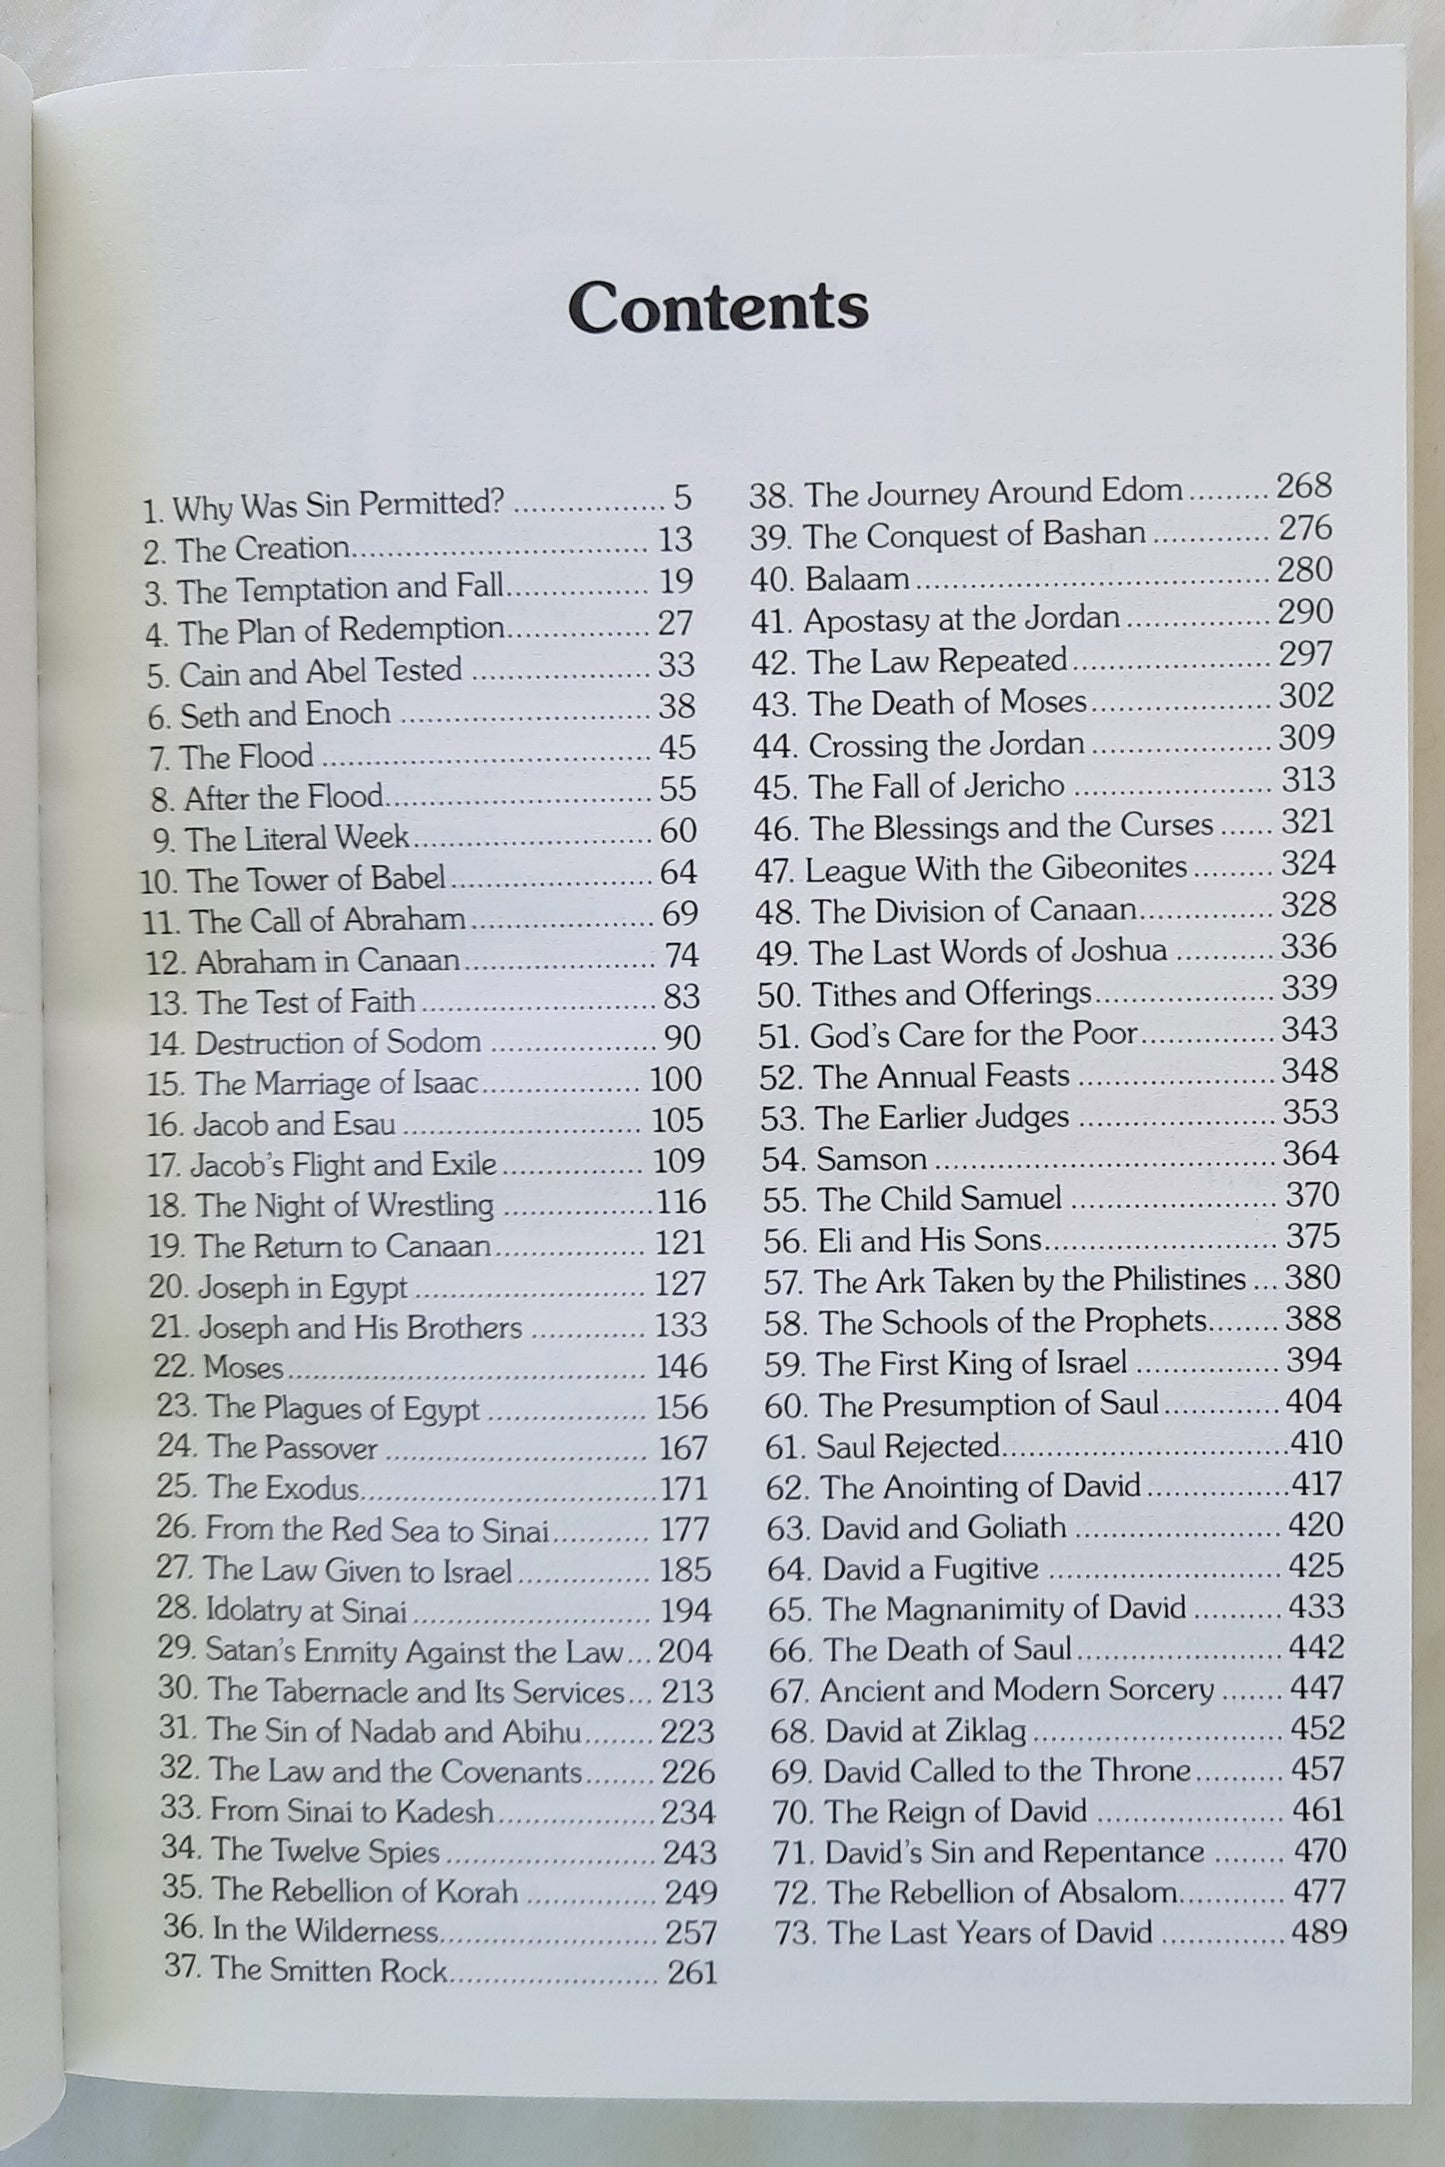 Contents
1. Why Was Sin Permitted? ................. 5
2. The Creation................................. 13
3. The Temptation and Fall................ 19
4. The Plan of Redemption................ 27
5. Cain and Abel Tested .................... 33
6. Seth and Enoch ............................ 38
7. The Flood ..................................... 45
8. After the Flood.............................. 55
9. The Literal Week........................... 60
10. The Tower of Babel....................... 64
11. The Call of Abraham..................... 69
12. Abraham in Canaan...................... 74
13. The Test of Faith.......................... 83
14. Destruction of Sodom ................... 90
15. The Marriage of Isaac.................. 100
16. Jacob and Esau ........................... 105
17. Jacob's Flight and Exile................ 109
18. The Night of Wrestling .................116
19. The Return to Canaan................. 121
20. Joseph in Egypt .......................... 127
21. Joseph and His Brothers ............. 133
22. Moses........................................ 146
23. The Plagues of Egypt .................. 156
24. The Passover ............................. 167
25. The Exodus.................................171
26. From the Red Sea to Sinai........... 177
27. The Law Given to Israel............... 185
28. Idolatry at Sinai ........................... 194
29. Satan's Enmity Against the Law... 204
30. The Tabernacle and Its Services... 213
31. The Sin of Nadab and Abihu........ 223
32. The Law and the Covenants........ 226
33. From Sinai to Kadesh.................. 234
34. The Twelve Spies........................ 243
35. The Rebellion of Korah ............... 249
36. In the Wilderness......................... 257
37. The Smitten Rock........................ 261
38. The Journey Around Edom......... 268
39. The Conquest of Bashan ............. 276
40. Balaam ....................................... 280
41. Apostasy at the Jordan................ 290
42. The Law Repeated...................... 297
43. The Death of Moses.................... 302
44. Crossing the Jordan.................... 309
45. The Fall of Jericho ...................... 313
46. The Blessings and the Curses ...... 321
47. League With the Gibeonites......... 324
48. The Division of Canaan............... 328
49. The Last Words of Joshua ........... 336
50. Tithes and Offerings.................... 339
51. God's Care for the Poor............... 343
52. The Annual Feasts ...................... 348
53. The Earlier Judges ...................... 353
54. Samson ...................................... 364
55. The Child Samuel ....................... 370
56. Eli and His Sons.......................... 375
57. The Ark Taken by the Philistines ... 380
58. The Schools of the Prophets........ 388
59. The First King of Israel ................ 394
60. The Presumption of Saul............. 404
61. Saul Rejected..............................410
62. The Anointing of David................417
63. David and Goliath ....................... 420
64. David a Fugitive .......................... 425
65. The Magnanimity of David .......... 433
66. The Death of Saul....................... 442
67. Ancient and Modern Sorcery ....... 447
68. David at Ziklag............................ 452
69. David Called to the Throne.......... 457
70. The Reign of David ..................... 461
71. David's Sin and Repentance ........ 470
72. The Rebellion of Absalom............ 477
73. The Last Years of David .............. 489